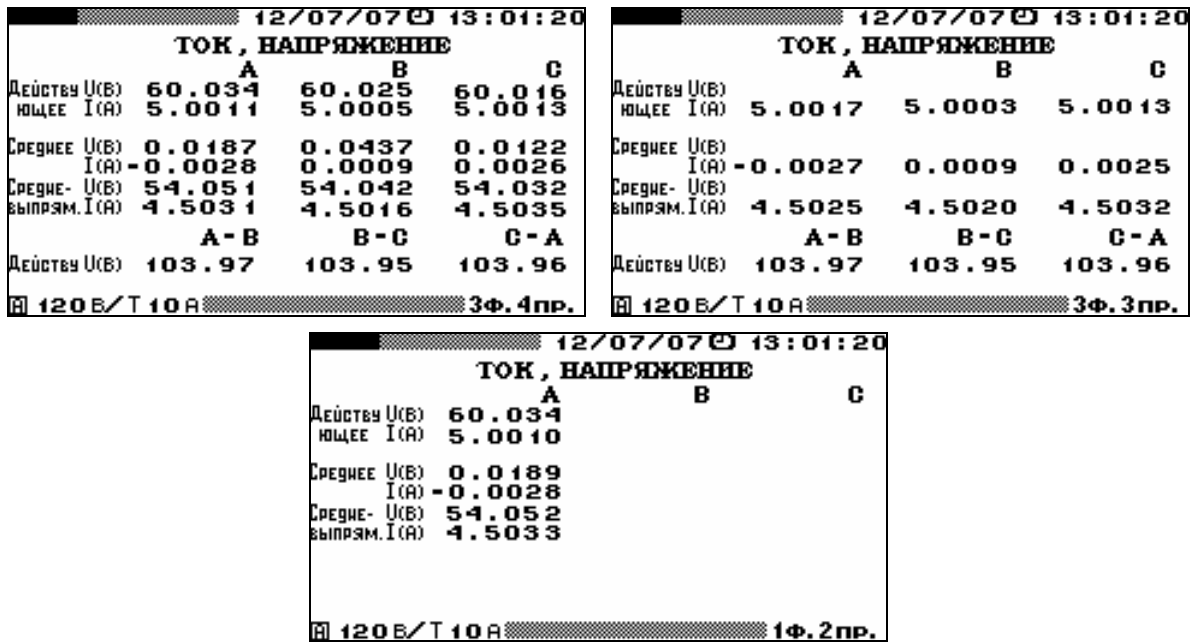 12/07/07 13:01:20
ТОК, НАПРЯЖЕНИЕ
A B C
Действу U(В) 60.034 60.025 60.016
ющее I(А) 5.0011 5.0005 5.0013
Среднее U(В) 0.0187 0.0437 0.0122
I(А) -0.0028 0.0009 0.0026
Средне- U(В) 54.051 54.042 54.032
выпрям. I(А) 4.5031 4.5016 4.5035
A-B B-C C-A
Действу U(В) 103.97 103.95 103.96
А 120В/Т10А 3ф.4пр.
12/07/07 13:01:20
ТОК, НАПРЯЖЕНИЕ
A B C
Действу U(В)
ющее I(А) 5.0017 5.0003 5.0013
Среднее U(В)
I(А) -0.0027 0.0009 0.0025
Средне- U(В)
выпрям. I(А) 4.5025 4.5020 4.5032
A-B B-C C-A
Действу U(В) 103.97 103.95 103.96
А 120В/Т10А 3ф.3пр.
12/07/07 13:01:20
ТОК, НАПРЯЖЕНИЕ
A B C
Действу U(В) 60.034
ющее I(А) 5.0010
Среднее U(В) 0.0189
I(А) -0.0028
Средне- U(В) 54.052
выпрям. I(А) 4.5033
А 120В/Т10А 1ф.2пр.